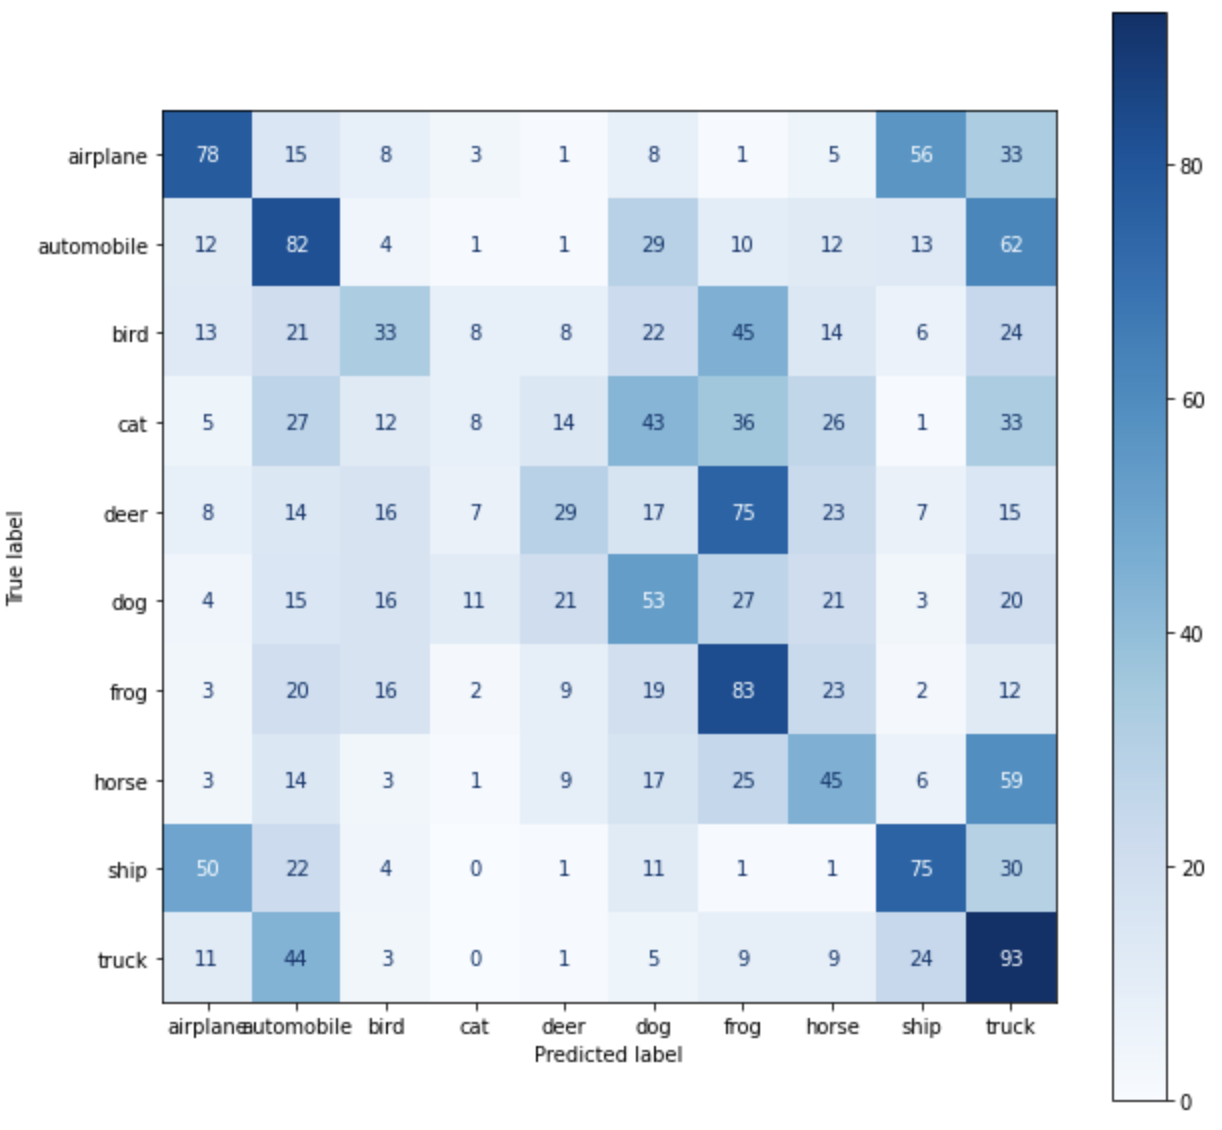 airplane 78 15 8 3 1 8 1 5 56 33
automobile 12 82 4 1 1 29 10 12 13 62
bird 13 21 33 8 8 22 45 14 6 24
cat 5 27 12 8 14 43 36 26 1 33
deer 8 14 16 7 29 17 75 23 7 15
dog 4 15 16 11 21 53 27 21 3 20
frog 3 20 16 2 9 19 83 23 2 12
horse 3 14 3 1 9 17 25 45 6 59
ship 50 22 4 0 1 11 1 1 75 30
truck 11 44 3 0 1 5 9 9 24 93
airplane automobile bird cat deer dog frog horse ship truck
Predicted label
True label
80
60
40
20
0